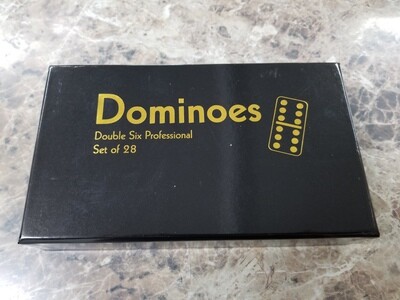 Dominoes
Double Six Professional
Set of 28